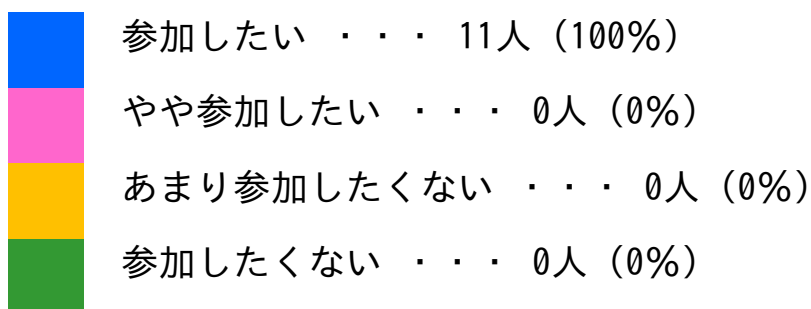 参加したい ・・・ 11人（100％）
やや参加したい ・・・ 0人（0％）
あまり参加したくない ・・・ 0人（0％）
参加したくない ・・・ 0人（0％）